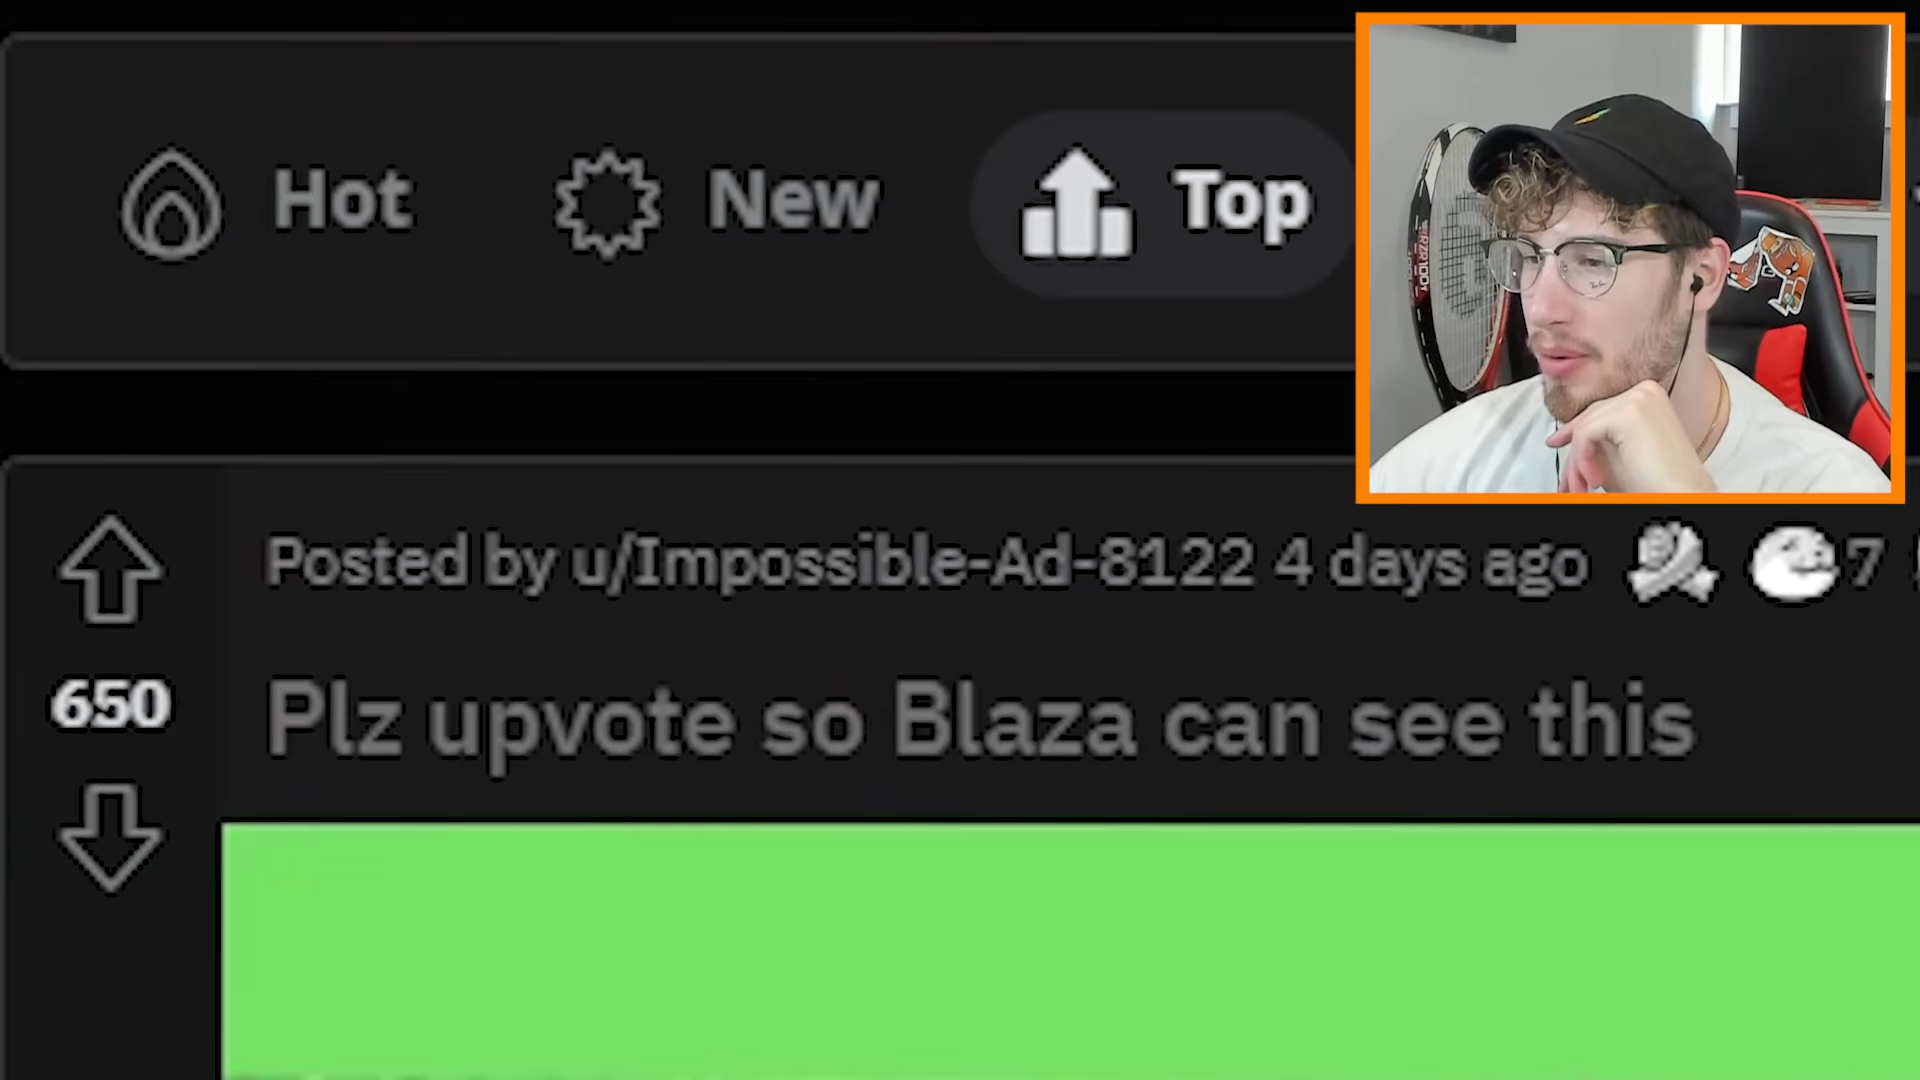 Hot New Top
Posted by u/Impossible-Ad-8122 4 days ago 7
650
Plz upvote so Blaza can see this